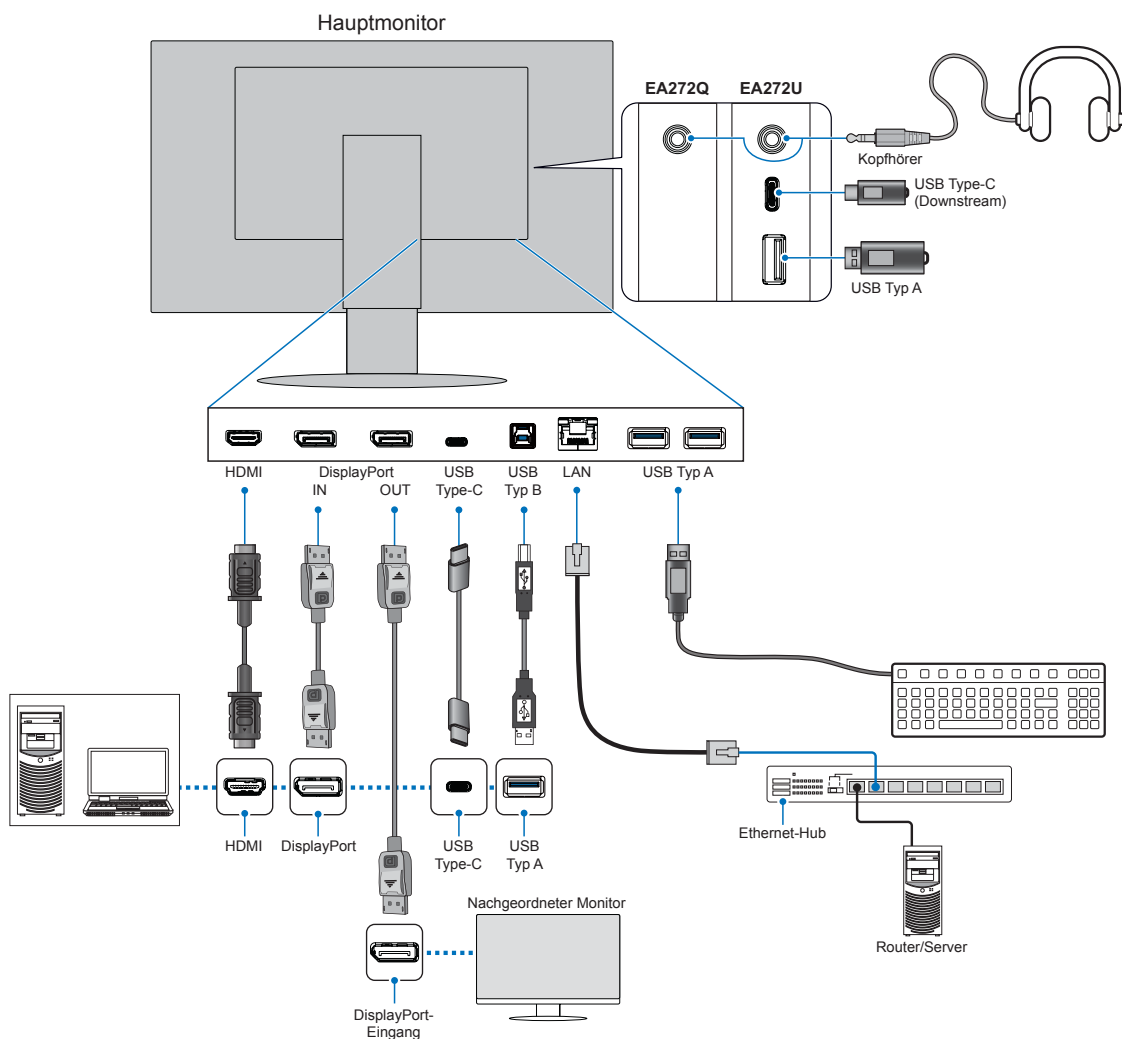 Hauptmonitor
EA272Q EA272U
Kopfhörer
USB Type-C
(Downstream)
USB Typ A
HDMI DisplayPort USB USB LAN USB Typ A
IN OUT Type-C Typ B
HDMI DisplayPort USB USB
Type-C Typ A
Ethernet-Hub
Router/Server
Nachgeordneter Monitor
DisplayPort-
Eingang